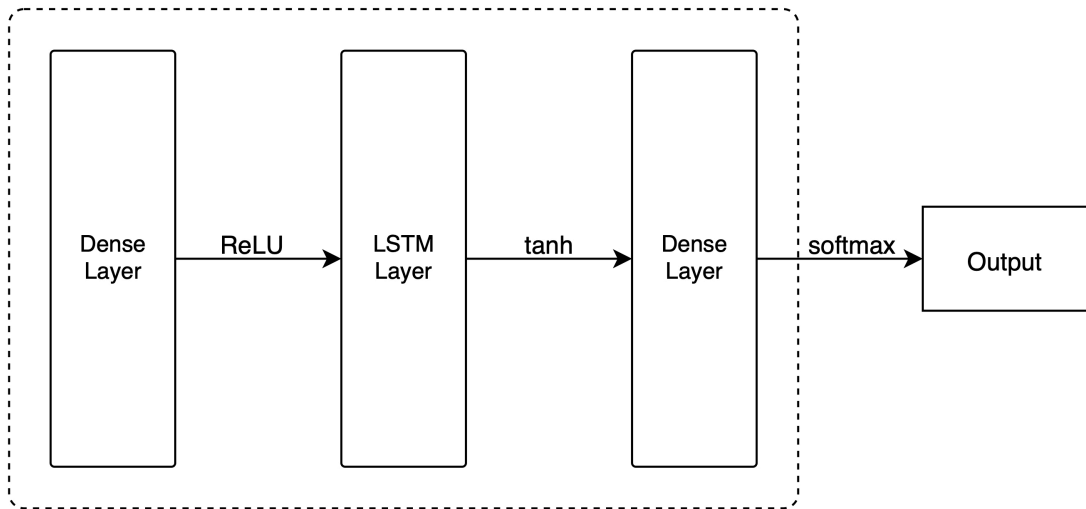 Dense
Layer
ReLU
LSTM
Layer
tanh
Dense
Layer
softmax
Output